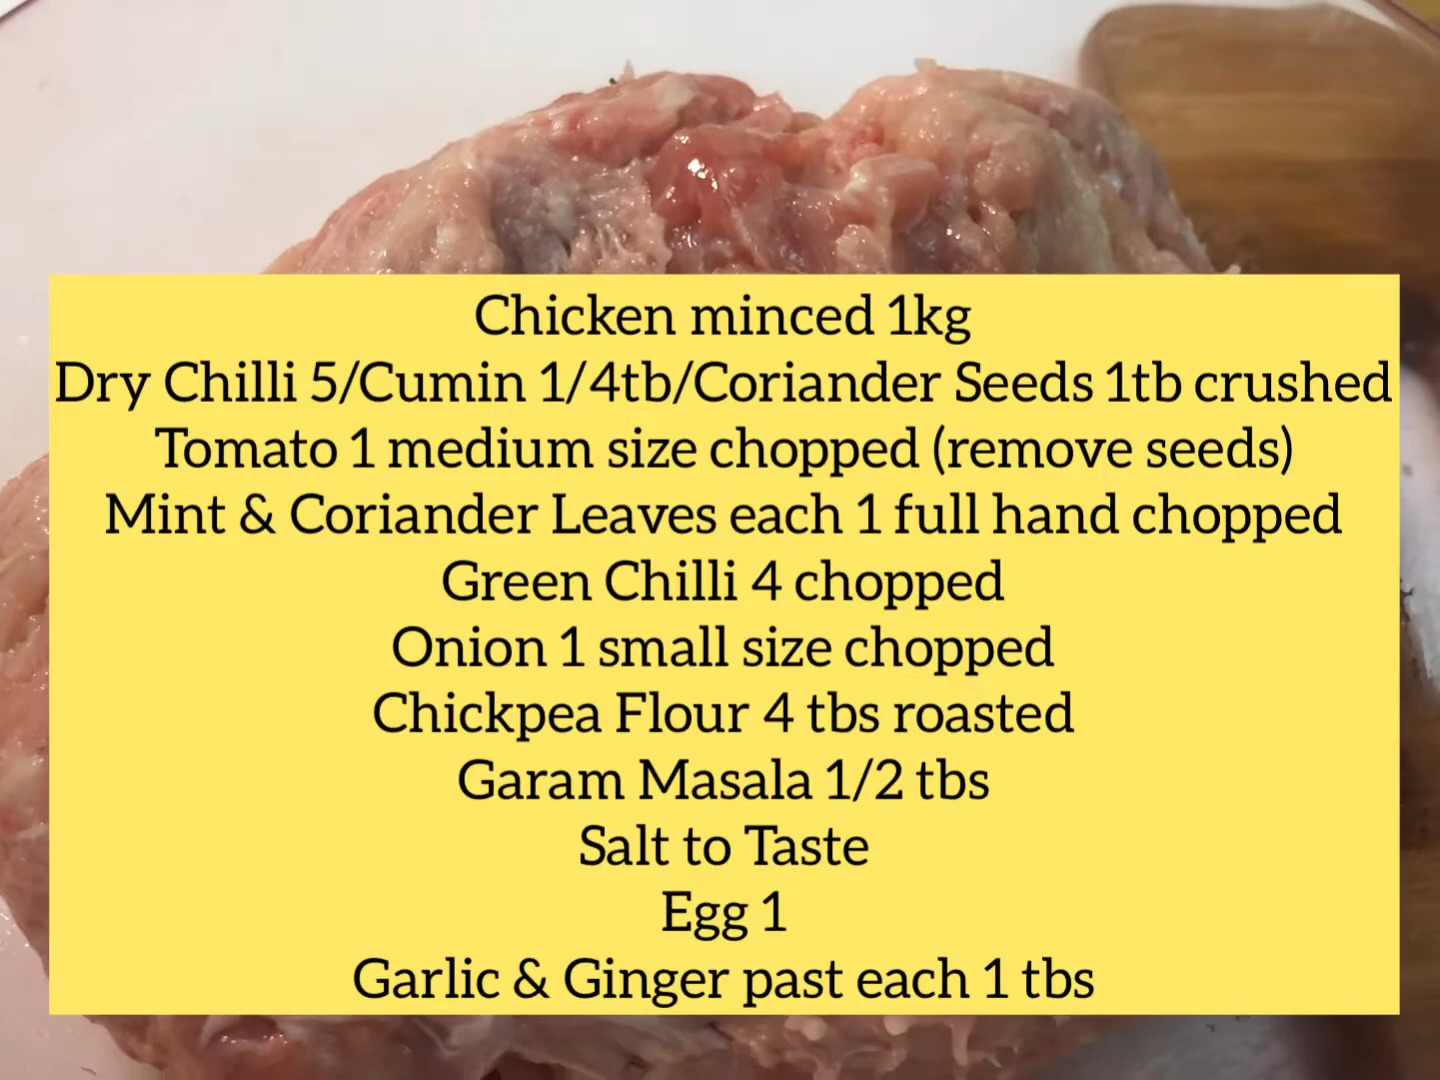 Chicken minced 1kg
Dry Chilli 5/Cumin 1/4tb/Coriander Seeds 1tb crushed
Tomato 1 medium size chopped (remove seeds)
Mint & Coriander Leaves each 1 full hand chopped
Green Chilli 4 chopped
Onion 1 small size chopped
Chickpea Flour 4 tbs roasted
Garam Masala 1/2 tbs
Salt to Taste
Egg 1
Garlic & Ginger past each 1 tbs